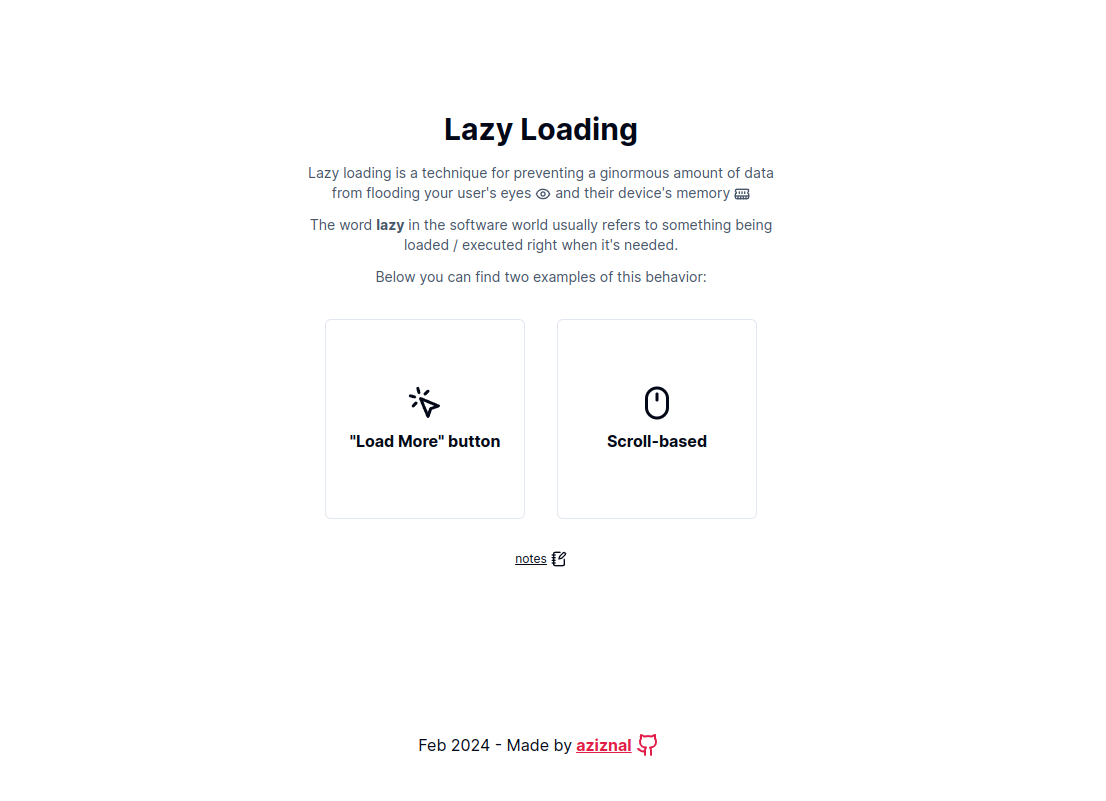 Lazy Loading
Lazy loading is a technique for preventing a ginormous amount of data
from flooding your user's eyes and their device's memory
The word lazy in the software world usually refers to something being
loaded / executed right when it's needed.
Below you can find two examples of this behavior:
"Load More" button
Scroll-based
notes
Feb 2024 - Made by aziznal